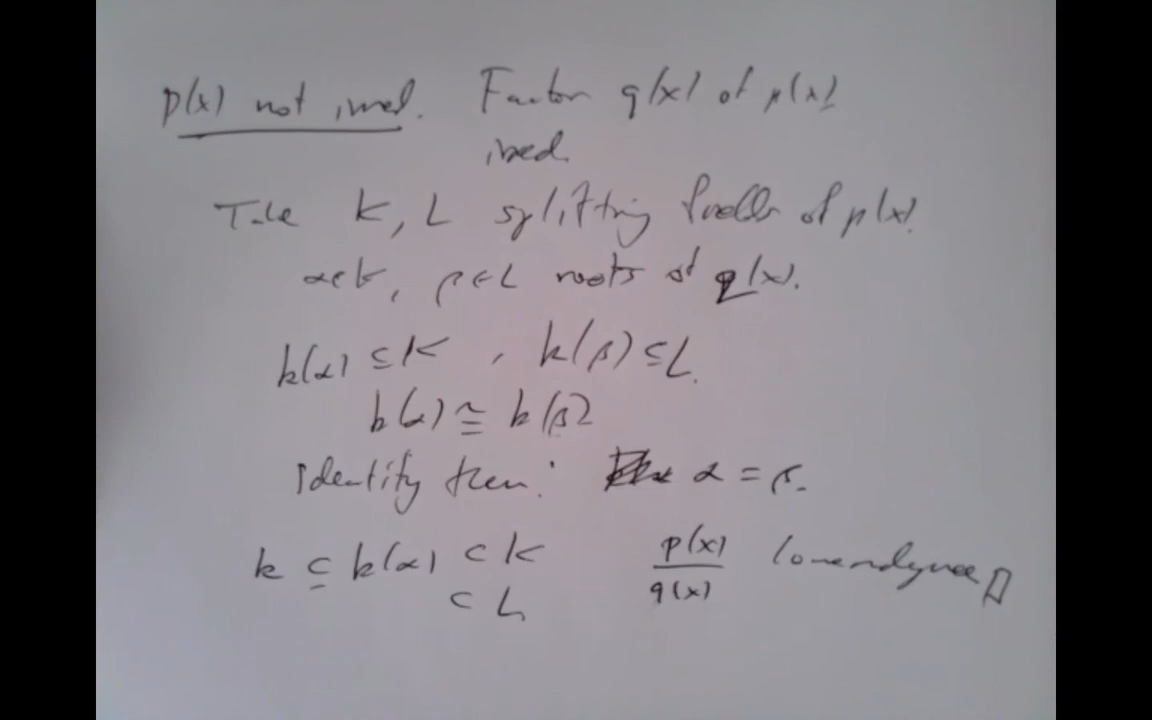 p(x) not irred. Factor q(x) of p(x)
irred.
Take K, L splitting fields of p(x).
α∈K, β∈L roots of q(x).
k(α) ⊆ K, k(β) ⊆ L.
k(α) ≅ k(β)
Identify them: α = β.
k ⊆ k(α) ⊂ K p(x)/q(x) lower degree □
⊂ L